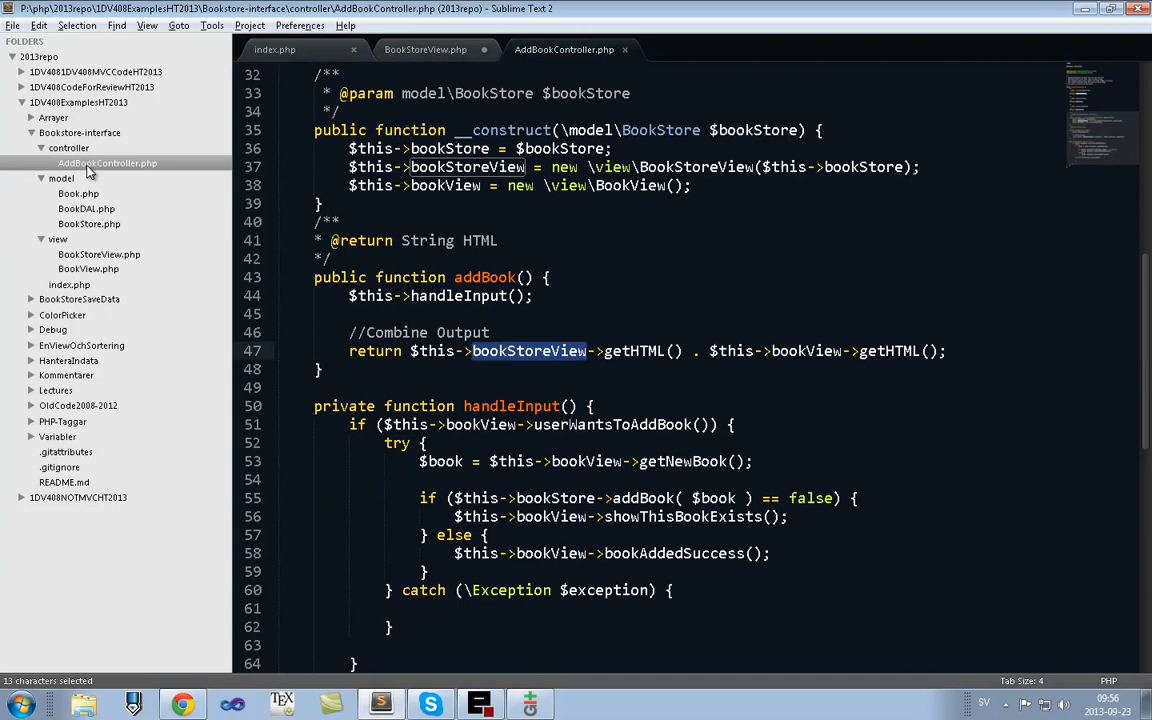 P:\php\2013repo\1DV408ExamplesHT2013\Bookstore-interface\controller\AddBookController.php (2013repo) - Sublime Text 2
File Edit Selection Find View Goto Tools Project Preferences Help
FOLDERS
2013repo
1DV4081DV408MVCCodeHT2013
1DV408CodeForReviewHT2013
1DV408ExamplesHT2013
Arrayer
Bookstore-interface
controller
AddBookController.php
model
Book.php
BookDAL.php
BookStore.php
view
BookStoreView.php
BookView.php
index.php
BookStoreSaveData
ColorPicker
Debug
EnViewOchSortering
HanteraIndata
Kommentarer
Lectures
OldCode2008-2012
PHP-Taggar
Variabler
.gitattributes
.gitignore
README.md
1DV408NOTMVCHT2013
index.php BookStoreView.php AddBookController.php
32 /**
33 * @param model\BookStore $bookStore
34 */
35 public function __construct(\model\BookStore $bookStore) {
36 $this->bookStore = $bookStore;
37 $this->bookStoreView = new \view\BookStoreView($this->bookStore);
38 $this->bookView = new \view\BookView();
39 }
40 /**
41 * @return String HTML
42 */
43 public function addBook() {
44 $this->handleInput();
45
46 //Combine Output
47 return $this->bookStoreView->getHTML() . $this->bookView->getHTML();
48 }
49
50 private function handleInput() {
51 if ($this->bookView->userWantsToAddBook()) {
52 try {
53 $book = $this->bookView->getNewBook();
54
55 if ($this->bookStore->addBook( $book ) == false) {
56 $this->bookView->showThisBookExists();
57 } else {
58 $this->bookView->bookAddedSuccess();
59 }
60 } catch (\Exception $exception) {
61
62 }
63
64 }
13 characters selected Tab Size: 4 PHP
SV 09:56
2013-09-23